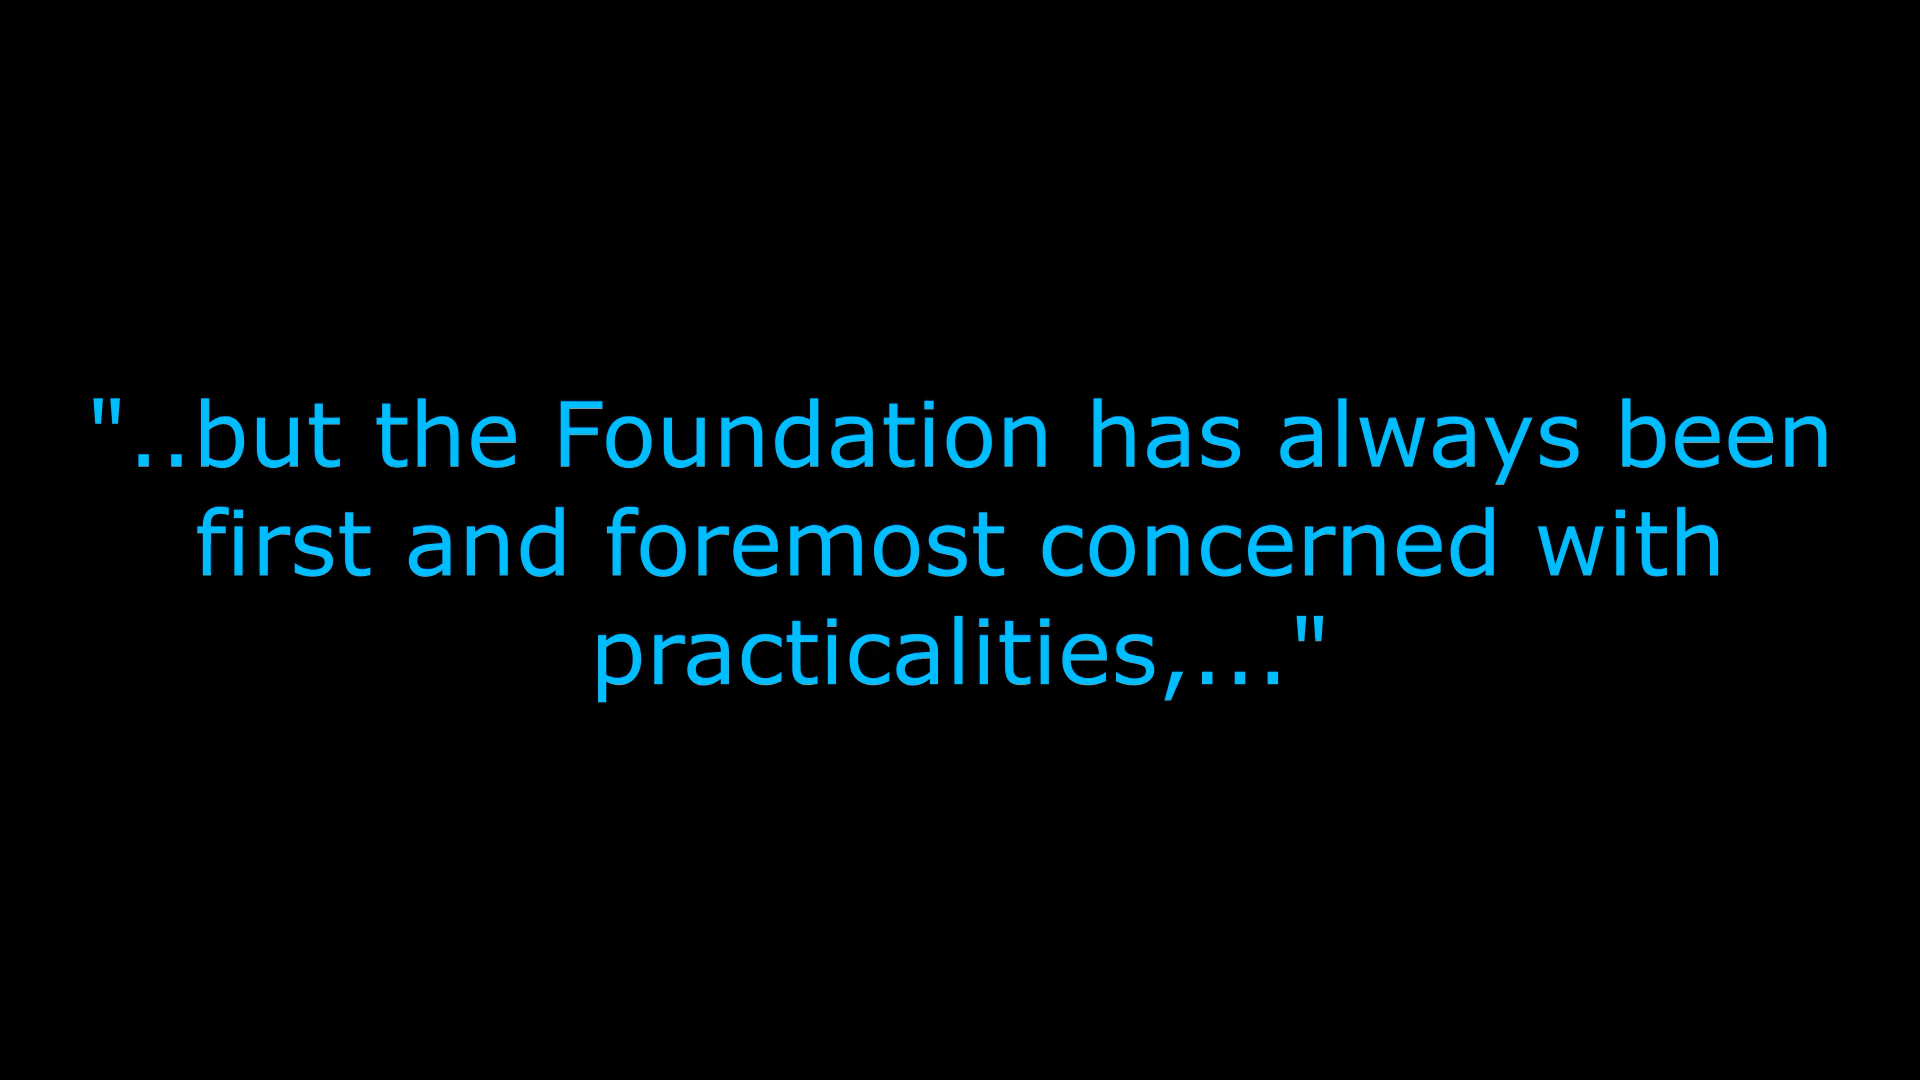 "..but the Foundation has always been
first and foremost concerned with
practicalities,..."